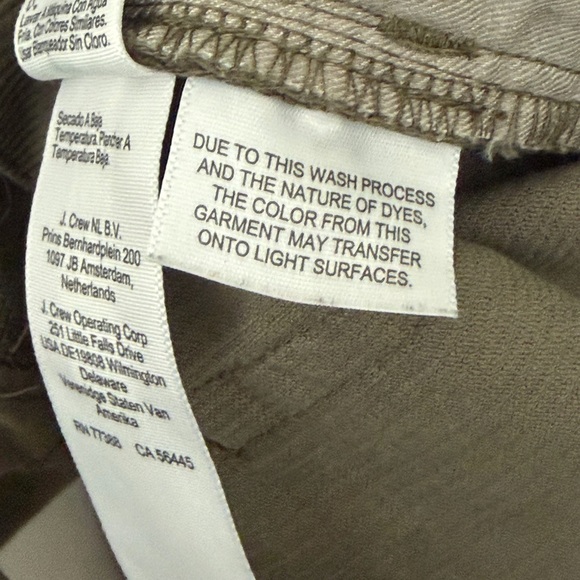 Lavar A Maquina Con Agua
Fria. Con Colores Similares.
Usar Blanqueador Sin Cloro.
Secado A Baja
Temperatura. Planchar A
Temperatura Baja.
J. Crew NL B.V.
Prins Bernhardplein 200
1097 JB Amsterdam,
Netherlands
J. Crew Operating Corp
251 Little Falls Drive
USA DE19808 Wilmington
Delaware
Verenidge Staten Van
Amerika
RN 77388 CA 56445
DUE TO THIS WASH PROCESS
AND THE NATURE OF DYES,
THE COLOR FROM THIS
GARMENT MAY TRANSFER
ONTO LIGHT SURFACES.